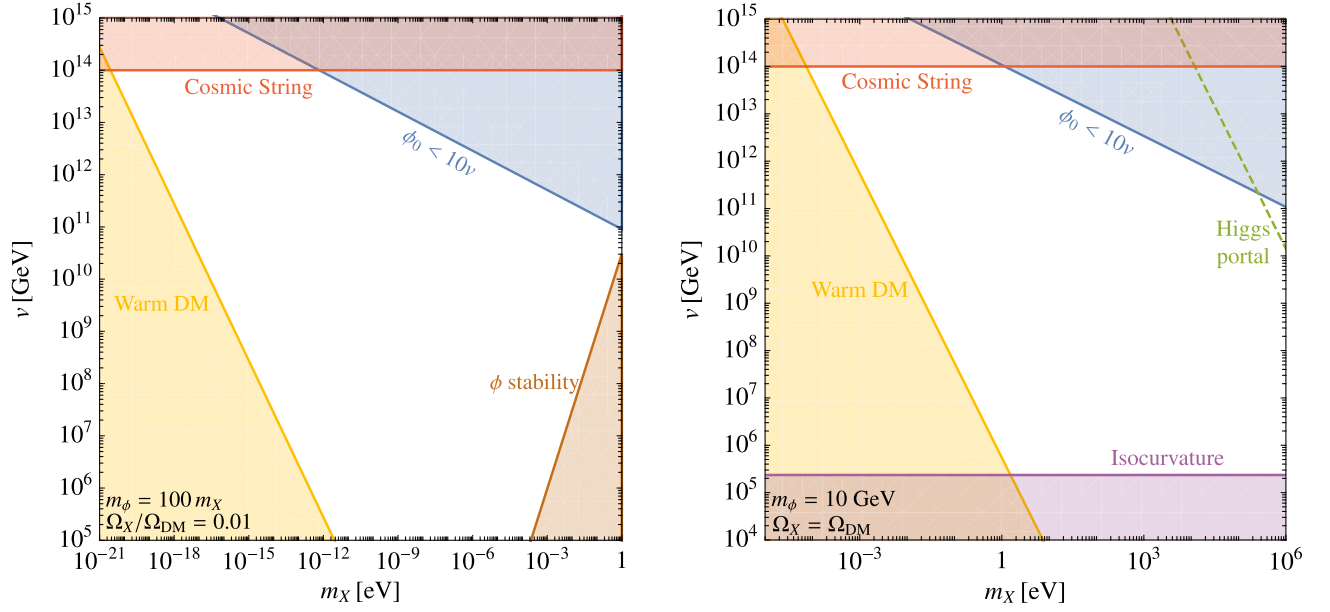 10^15
10^14
10^13
10^12
10^11
10^10
10^9
10^8
10^7
10^6
10^5
v [GeV]
Cosmic String
ϕ₀ < 10v
Warm DM
ϕ stability
m_ϕ = 100 m_X
Ω_X/Ω_DM = 0.01
10^−21 10^−18 10^−15 10^−12 10^−9 10^−6 10^−3 1
m_X [eV]
10^15
10^14
10^13
10^12
10^11
10^10
10^9
10^8
10^7
10^6
10^5
10^4
v [GeV]
Cosmic String
ϕ₀ < 10v
Higgs
portal
Warm DM
Isocurvature
m_ϕ = 10 GeV
Ω_X = Ω_DM
10^−3 1 10^3 10^6
m_X [eV]